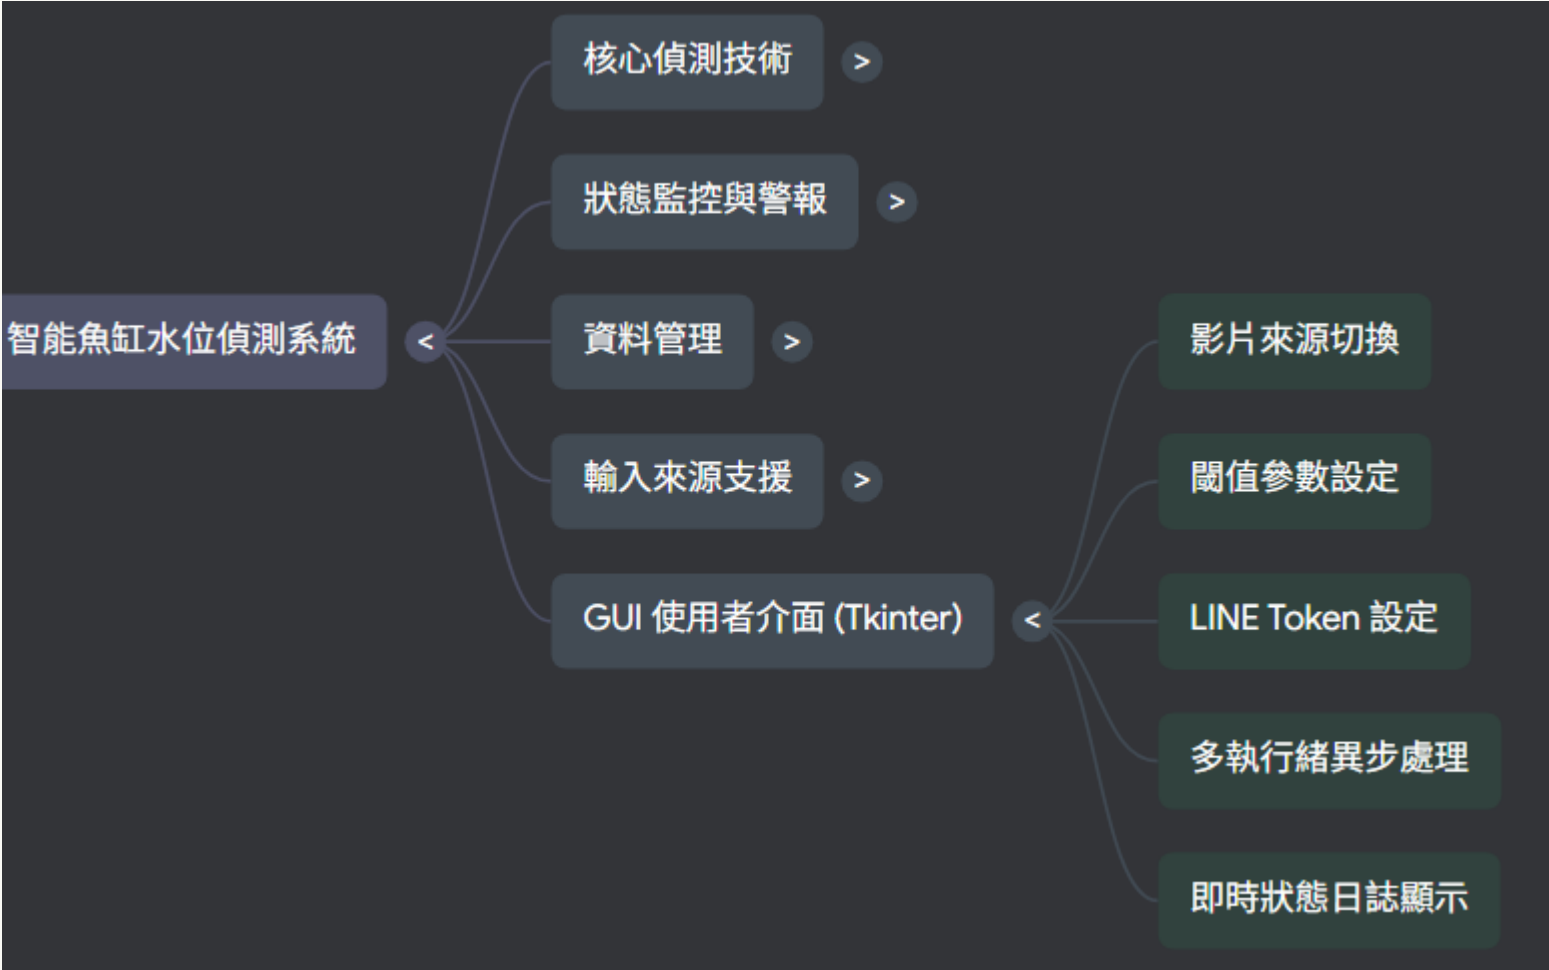 智能魚缸水位偵測系統
<
核心偵測技術
>
狀態監控與警報
>
資料管理
>
輸入來源支援
>
GUI 使用者介面 (Tkinter)
<
影片來源切換
閾值參數設定
LINE Token 設定
多執行緒異步處理
即時狀態日誌顯示